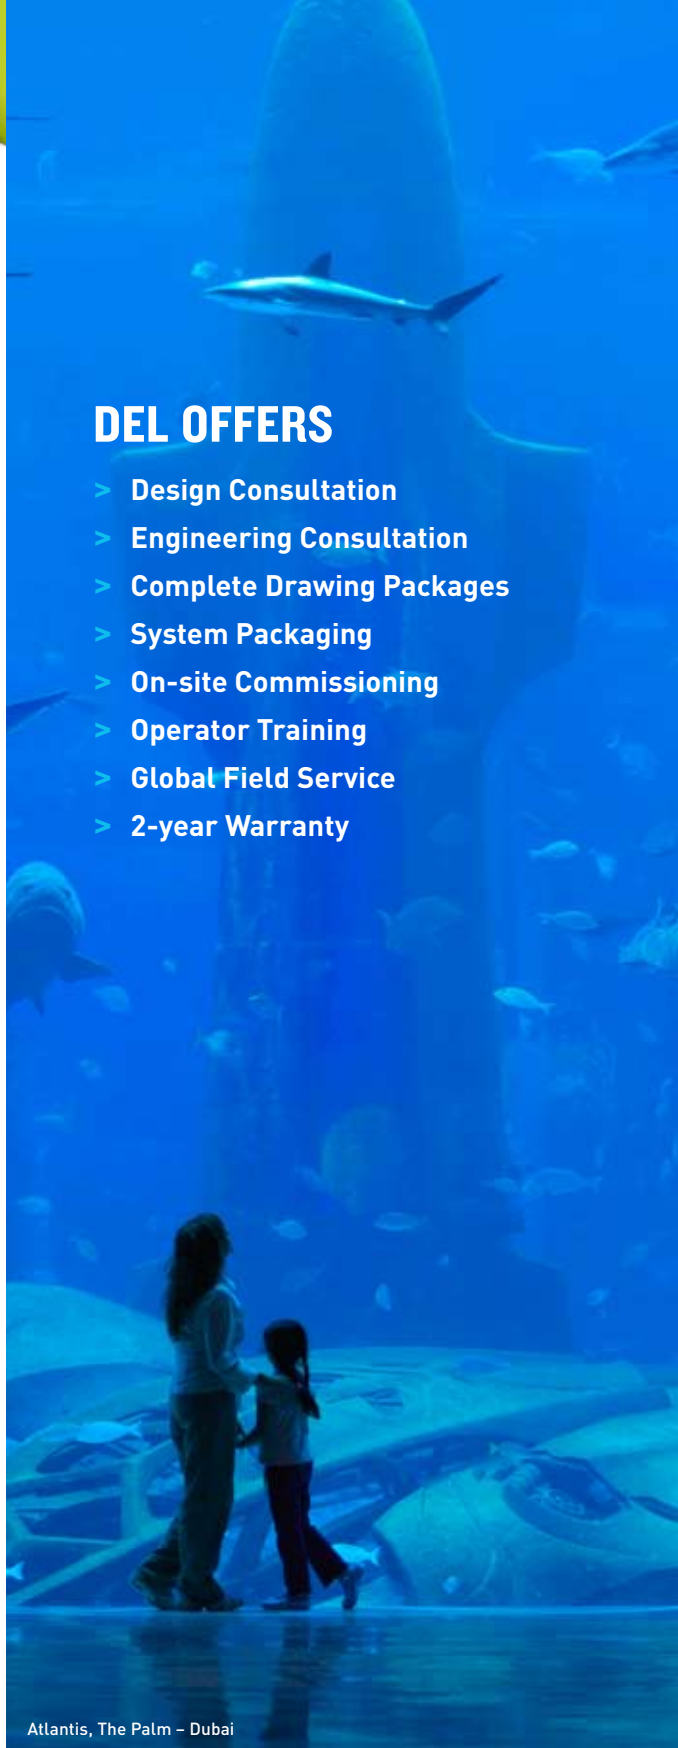 DEL OFFERS
> Design Consultation
> Engineering Consultation
> Complete Drawing Packages
> System Packaging
> On-site Commissioning
> Operator Training
> Global Field Service
> 2-year Warranty
Atlantis, The Palm – Dubai